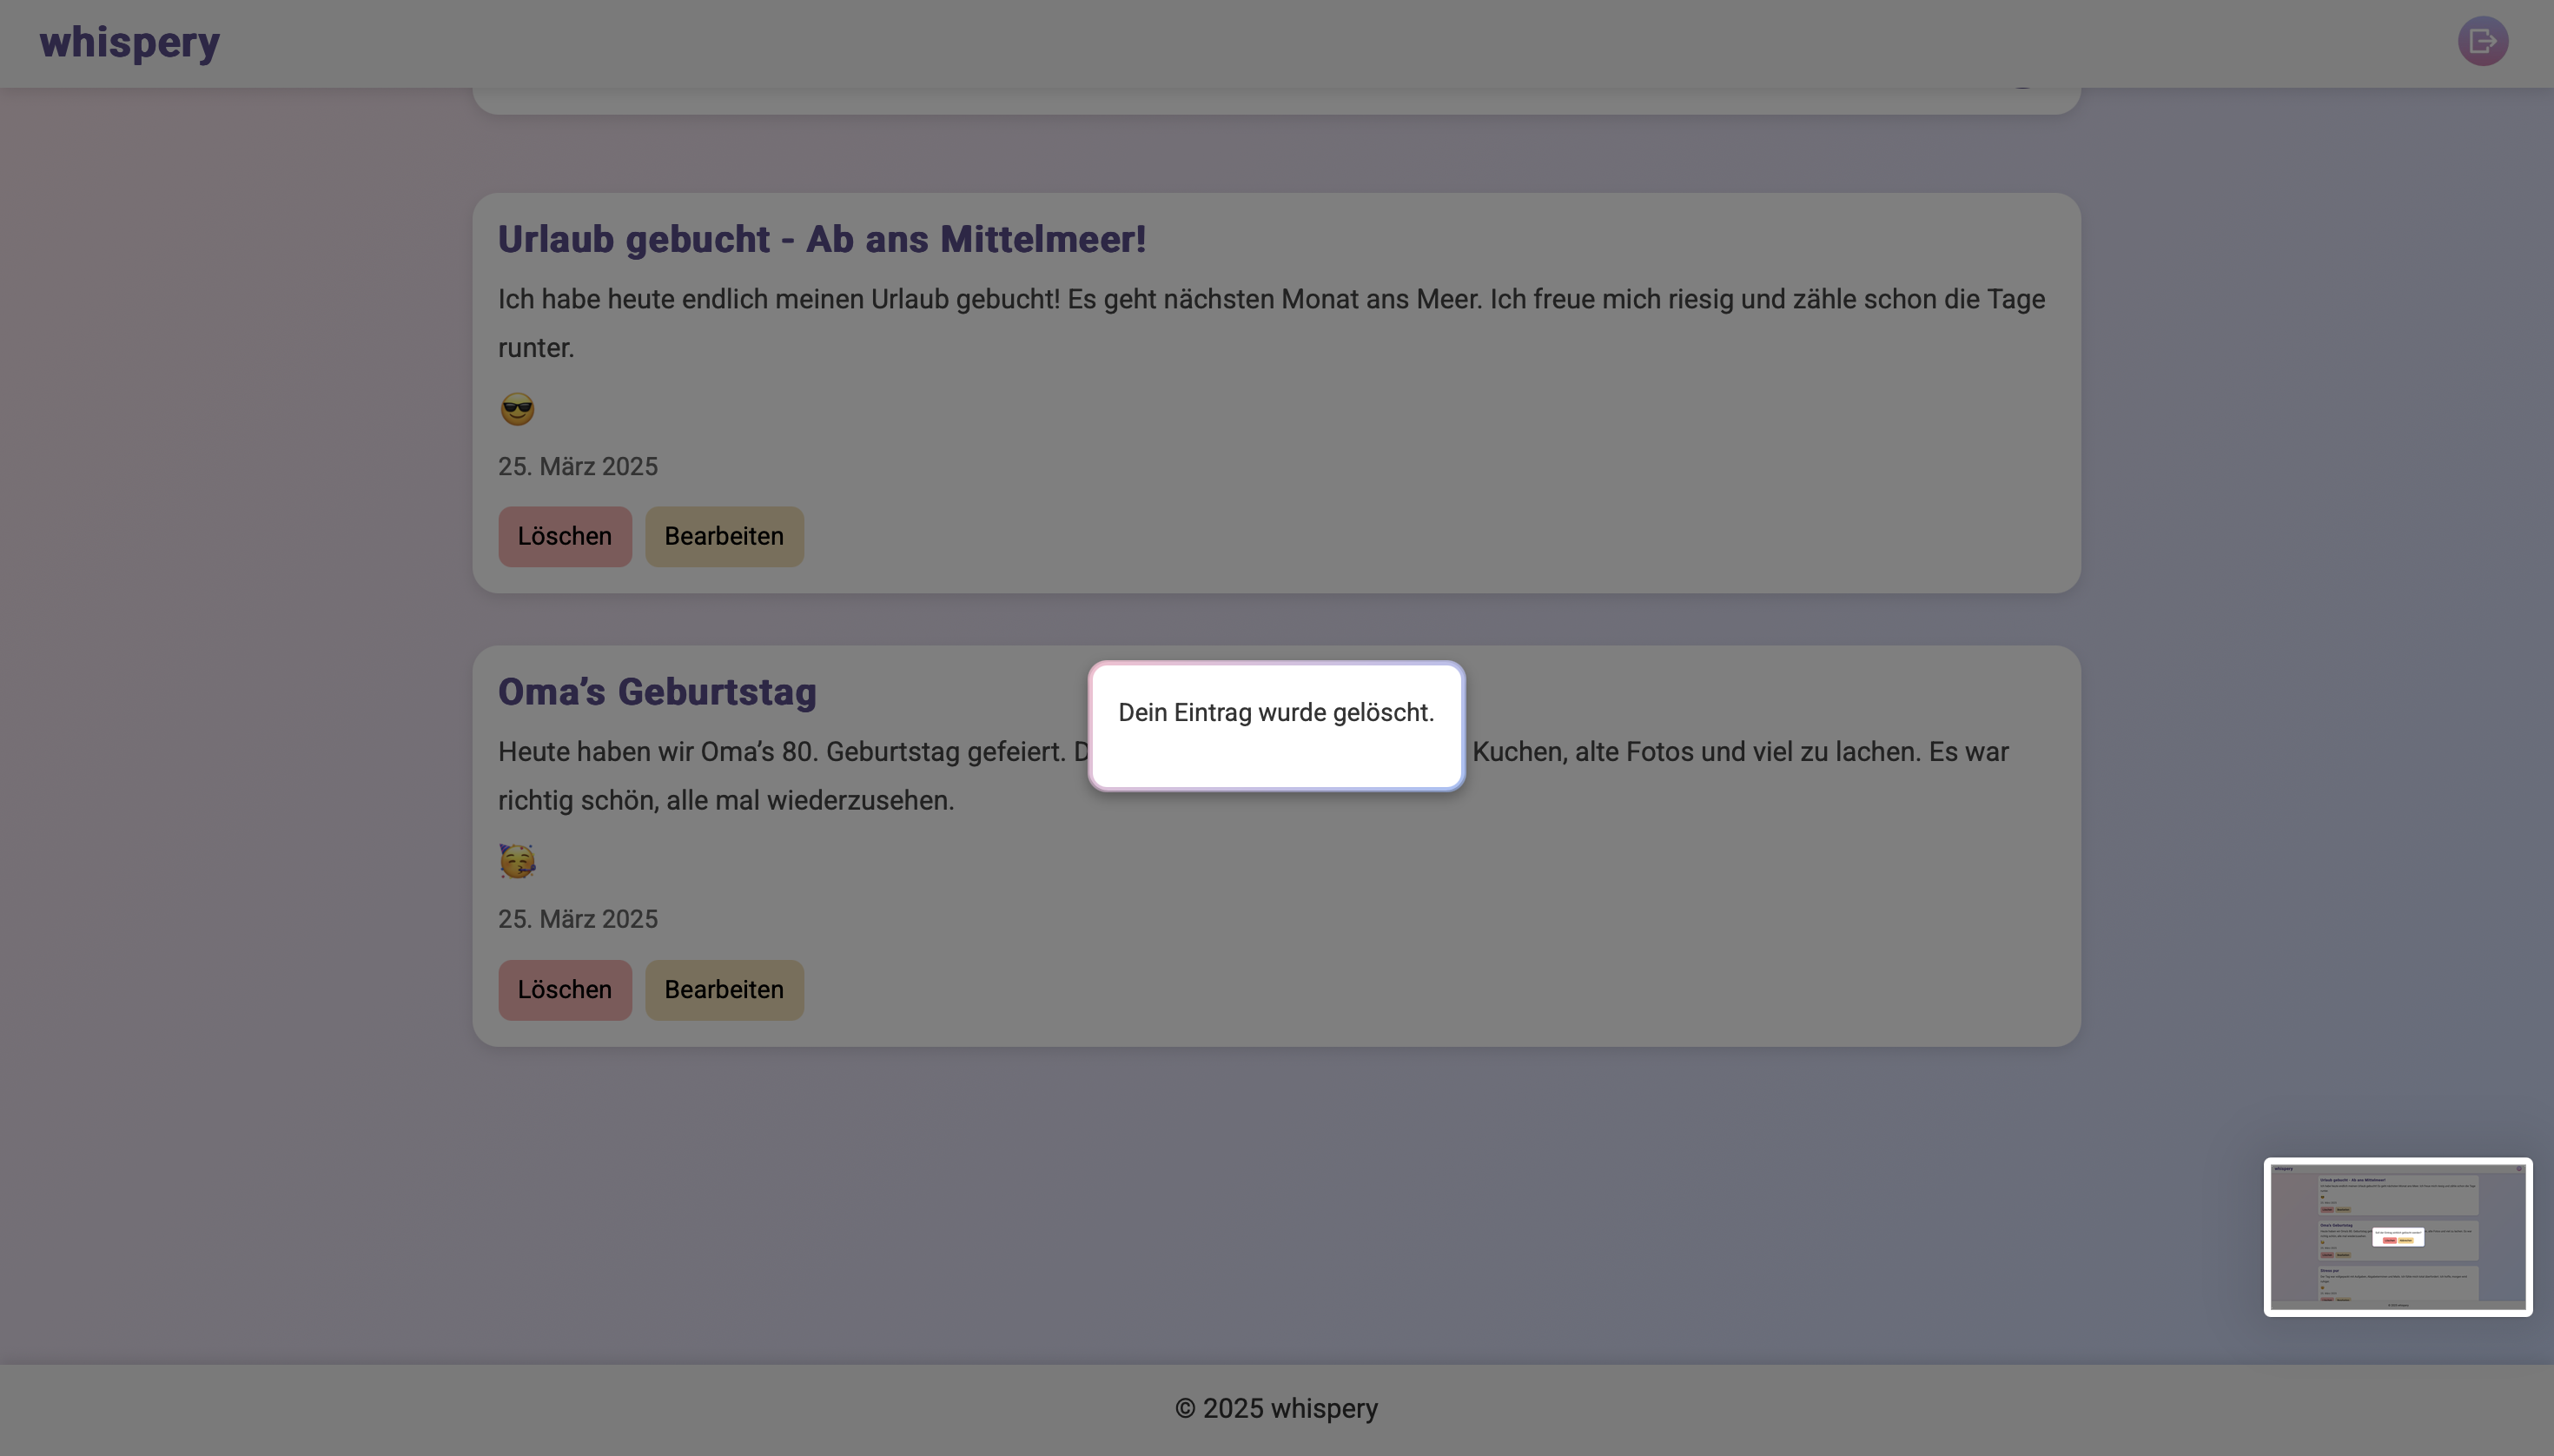 whispery
Urlaub gebucht - Ab ans Mittelmeer!
Ich habe heute endlich meinen Urlaub gebucht! Es geht nächsten Monat ans Meer. Ich freue mich riesig und zähle schon die Tage
runter.
25. März 2025
Löschen Bearbeiten
Oma’s Geburtstag
Dein Eintrag wurde gelöscht.
Heute haben wir Oma’s 80. Geburtstag gefeiert. Kuchen, alte Fotos und viel zu lachen. Es war
richtig schön, alle mal wiederzusehen.
25. März 2025
Löschen Bearbeiten
© 2025 whispery